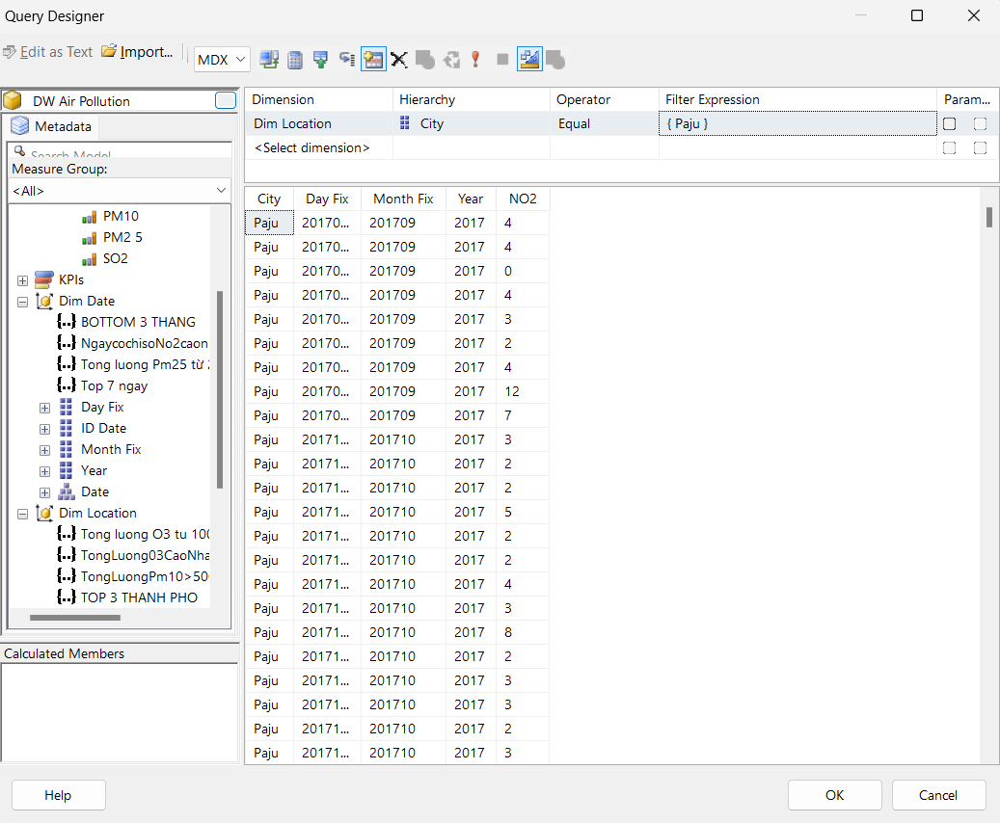 Query Designer
Edit as Text Import... MDX
DW Air Pollution
Metadata
Search Model
Measure Group:
<All>
PM10
PM2 5
SO2
KPIs
Dim Date
BOTTOM 3 THANG
NgaycochisoNo2caon
Tong luong Pm25 từ
Top 7 ngay
Day Fix
ID Date
Month Fix
Year
Date
Dim Location
Tong luong O3 tu 100
TongLuong03CaoNha
TongLuongPm10>50
TOP 3 THANH PHO
Calculated Members
Dimension Hierarchy Operator Filter Expression Param...
Dim Location City Equal { Paju }
<Select dimension>
City Day Fix Month Fix Year NO2
Paju 20170... 201709 2017 4
Paju 20170... 201709 2017 4
Paju 20170... 201709 2017 0
Paju 20170... 201709 2017 4
Paju 20170... 201709 2017 3
Paju 20170... 201709 2017 2
Paju 20170... 201709 2017 4
Paju 20170... 201709 2017 12
Paju 20170... 201709 2017 7
Paju 20171... 201710 2017 3
Paju 20171... 201710 2017 2
Paju 20171... 201710 2017 2
Paju 20171... 201710 2017 5
Paju 20171... 201710 2017 2
Paju 20171... 201710 2017 2
Paju 20171... 201710 2017 4
Paju 20171... 201710 2017 3
Paju 20171... 201710 2017 8
Paju 20171... 201710 2017 2
Paju 20171... 201710 2017 3
Paju 20171... 201710 2017 3
Paju 20171... 201710 2017 2
Paju 20171... 201710 2017 3
Help OK Cancel